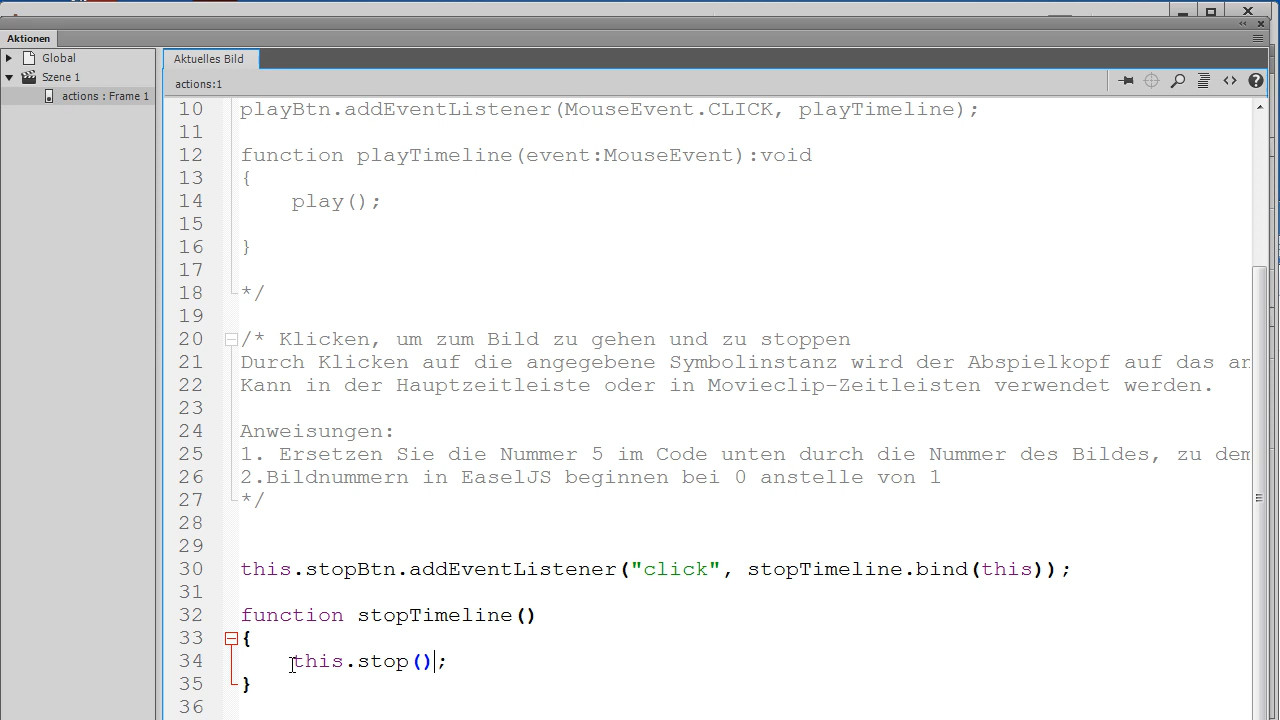 Aktionen
Global
Szene 1
actions : Frame 1
Aktuelles Bild
actions:1
10 playBtn.addEventListener(MouseEvent.CLICK, playTimeline);
11
12 function playTimeline(event:MouseEvent):void
13 {
14 play();
15
16 }
17
18 */
19
20 /* Klicken, um zum Bild zu gehen und zu stoppen
21 Durch Klicken auf die angegebene Symbolinstanz wird der Abspielkopf auf das an
22 Kann in der Hauptzeitleiste oder in Movieclip-Zeitleisten verwendet werden.
23
24 Anweisungen:
25 1. Ersetzen Sie die Nummer 5 im Code unten durch die Nummer des Bildes, zu dem
26 2.Bildnummern in EaselJS beginnen bei 0 anstelle von 1
27 */
28
29
30 this.stopBtn.addEventListener("click", stopTimeline.bind(this));
31
32 function stopTimeline()
33 {
34 this.stop();
35 }
36